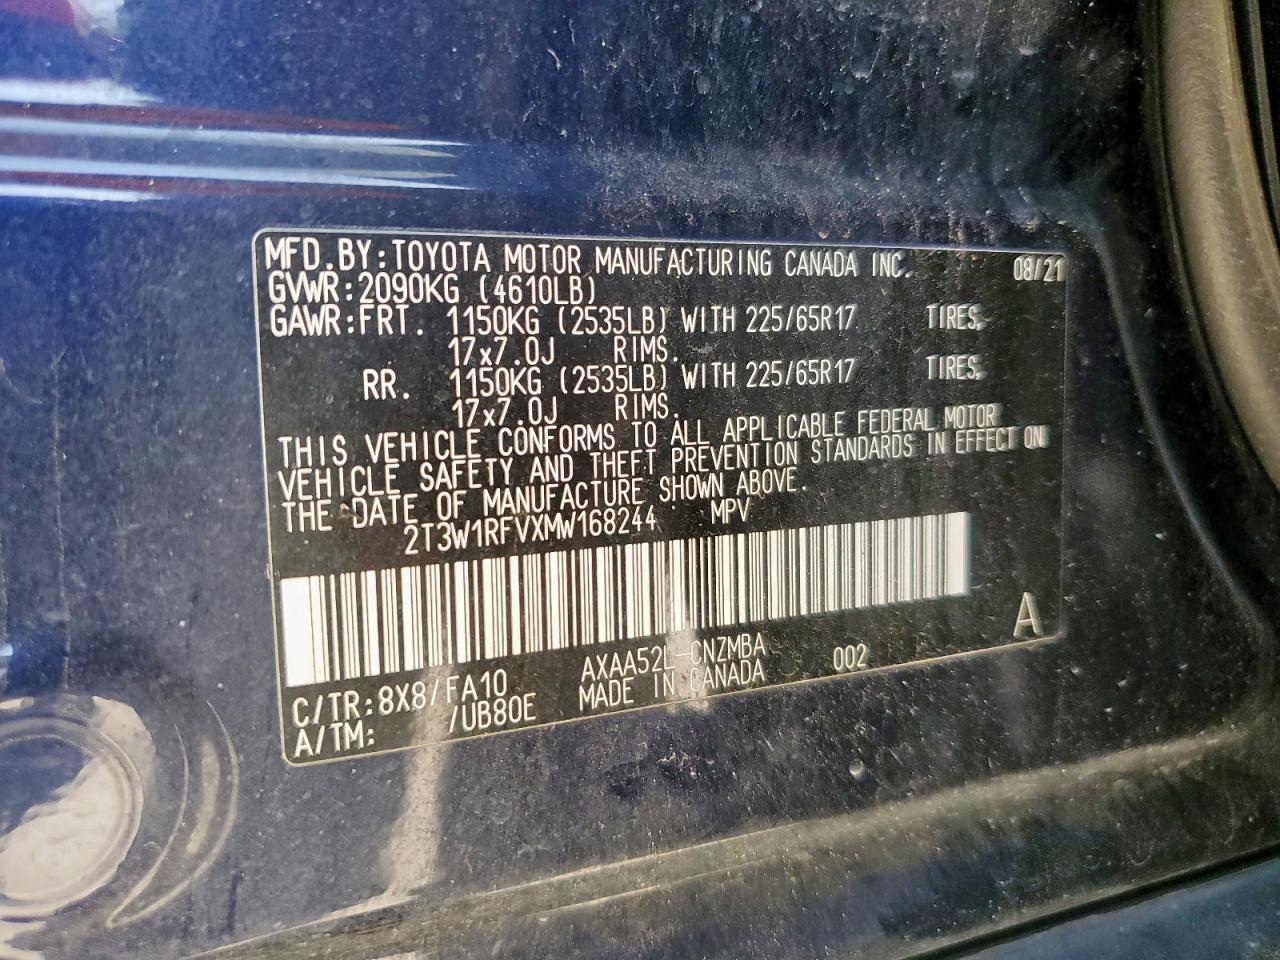 MFD.BY:TOYOTA MOTOR MANUFACTURING CANADA INC. 08/21
GVWR:2090KG (4610LB)
GAWR:FRT. 1150KG (2535LB) WITH 225/65R17 TIRES,
17x7.0J RIMS.
RR. 1150KG (2535LB) WITH 225/65R17 TIRES,
17x7.0J RIMS.
THIS VEHICLE CONFORMS TO ALL APPLICABLE FEDERAL MOTOR
VEHICLE SAFETY AND THEFT PREVENTION STANDARDS IN EFFECT ON
THE DATE OF MANUFACTURE SHOWN ABOVE.
2T3W1RFVXMW168244 MPV
A
C/TR:8X8/FA10 AXAA52L-CNZMBA 002
A/TM: /UB80E MADE IN CANADA